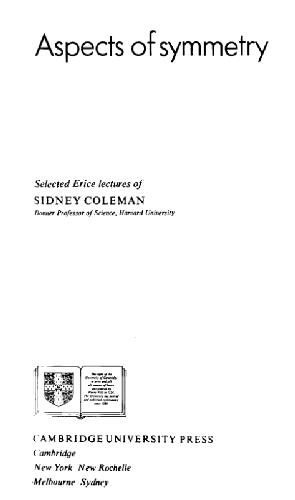 Aspects of symmetry
Selected Erice lectures of
SIDNEY COLEMAN
Donner Professor of Science, Harvard University
CAMBRIDGE UNIVERSITY PRESS
Cambridge
New York New Rochelle
Melbourne Sydney